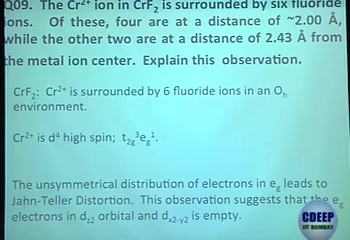 Q09. The Cr²⁺ ion in CrF₂ is surrounded by six fluoride
ions. Of these, four are at a distance of ~2.00 Å,
while the other two are at a distance of 2.43 Å from
the metal ion center. Explain this observation.
CrF₂: Cr²⁺ is surrounded by 6 fluoride ions in an Oₕ
environment.
Cr²⁺ is d⁴ high spin; t₂g³eg¹.
The unsymmetrical distribution of electrons in eg leads to
Jahn-Teller Distortion. This observation suggests that the eg
electrons in dz2 orbital and dx2-y2 is empty.
CDEEP
IIT BOMBAY